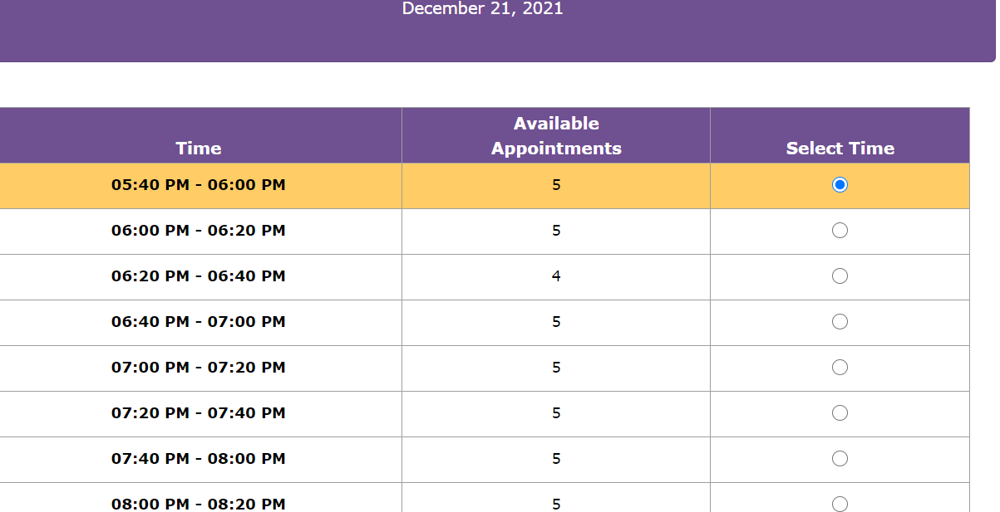 December 21, 2021
Available
Time Appointments Select Time
05:40 PM - 06:00 PM 5
06:00 PM - 06:20 PM 5
06:20 PM - 06:40 PM 4
06:40 PM - 07:00 PM 5
07:00 PM - 07:20 PM 5
07:20 PM - 07:40 PM 5
07:40 PM - 08:00 PM 5
08:00 PM - 08:20 PM 5